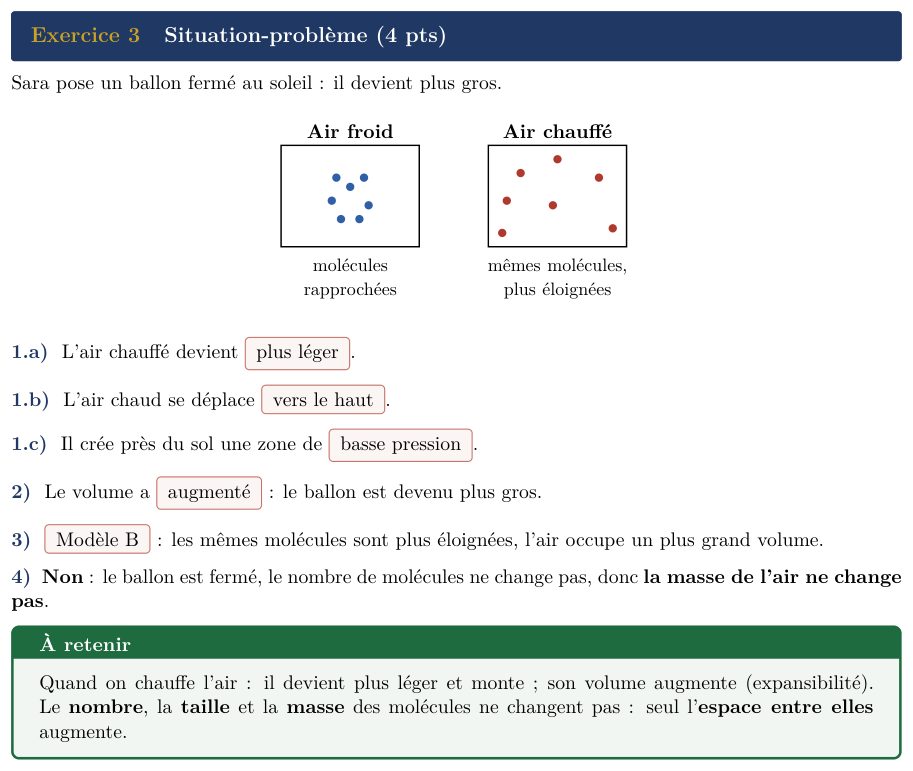 Exercice 3 Situation-problème (4 pts)
Sara pose un ballon fermé au soleil : il devient plus gros.
Air froid
molécules
rapprochées
Air chauffé
mêmes molécules,
plus éloignées
1.a) L'air chauffé devient plus léger.
1.b) L'air chaud se déplace vers le haut.
1.c) Il crée près du sol une zone de basse pression.
2) Le volume a augmenté : le ballon est devenu plus gros.
3) Modèle B : les mêmes molécules sont plus éloignées, l'air occupe un plus grand volume.
4) Non : le ballon est fermé, le nombre de molécules ne change pas, donc la masse de l'air ne change
pas.
À retenir
Quand on chauffe l'air : il devient plus léger et monte ; son volume augmente (expansibilité).
Le nombre, la taille et la masse des molécules ne changent pas : seul l'espace entre elles
augmente.